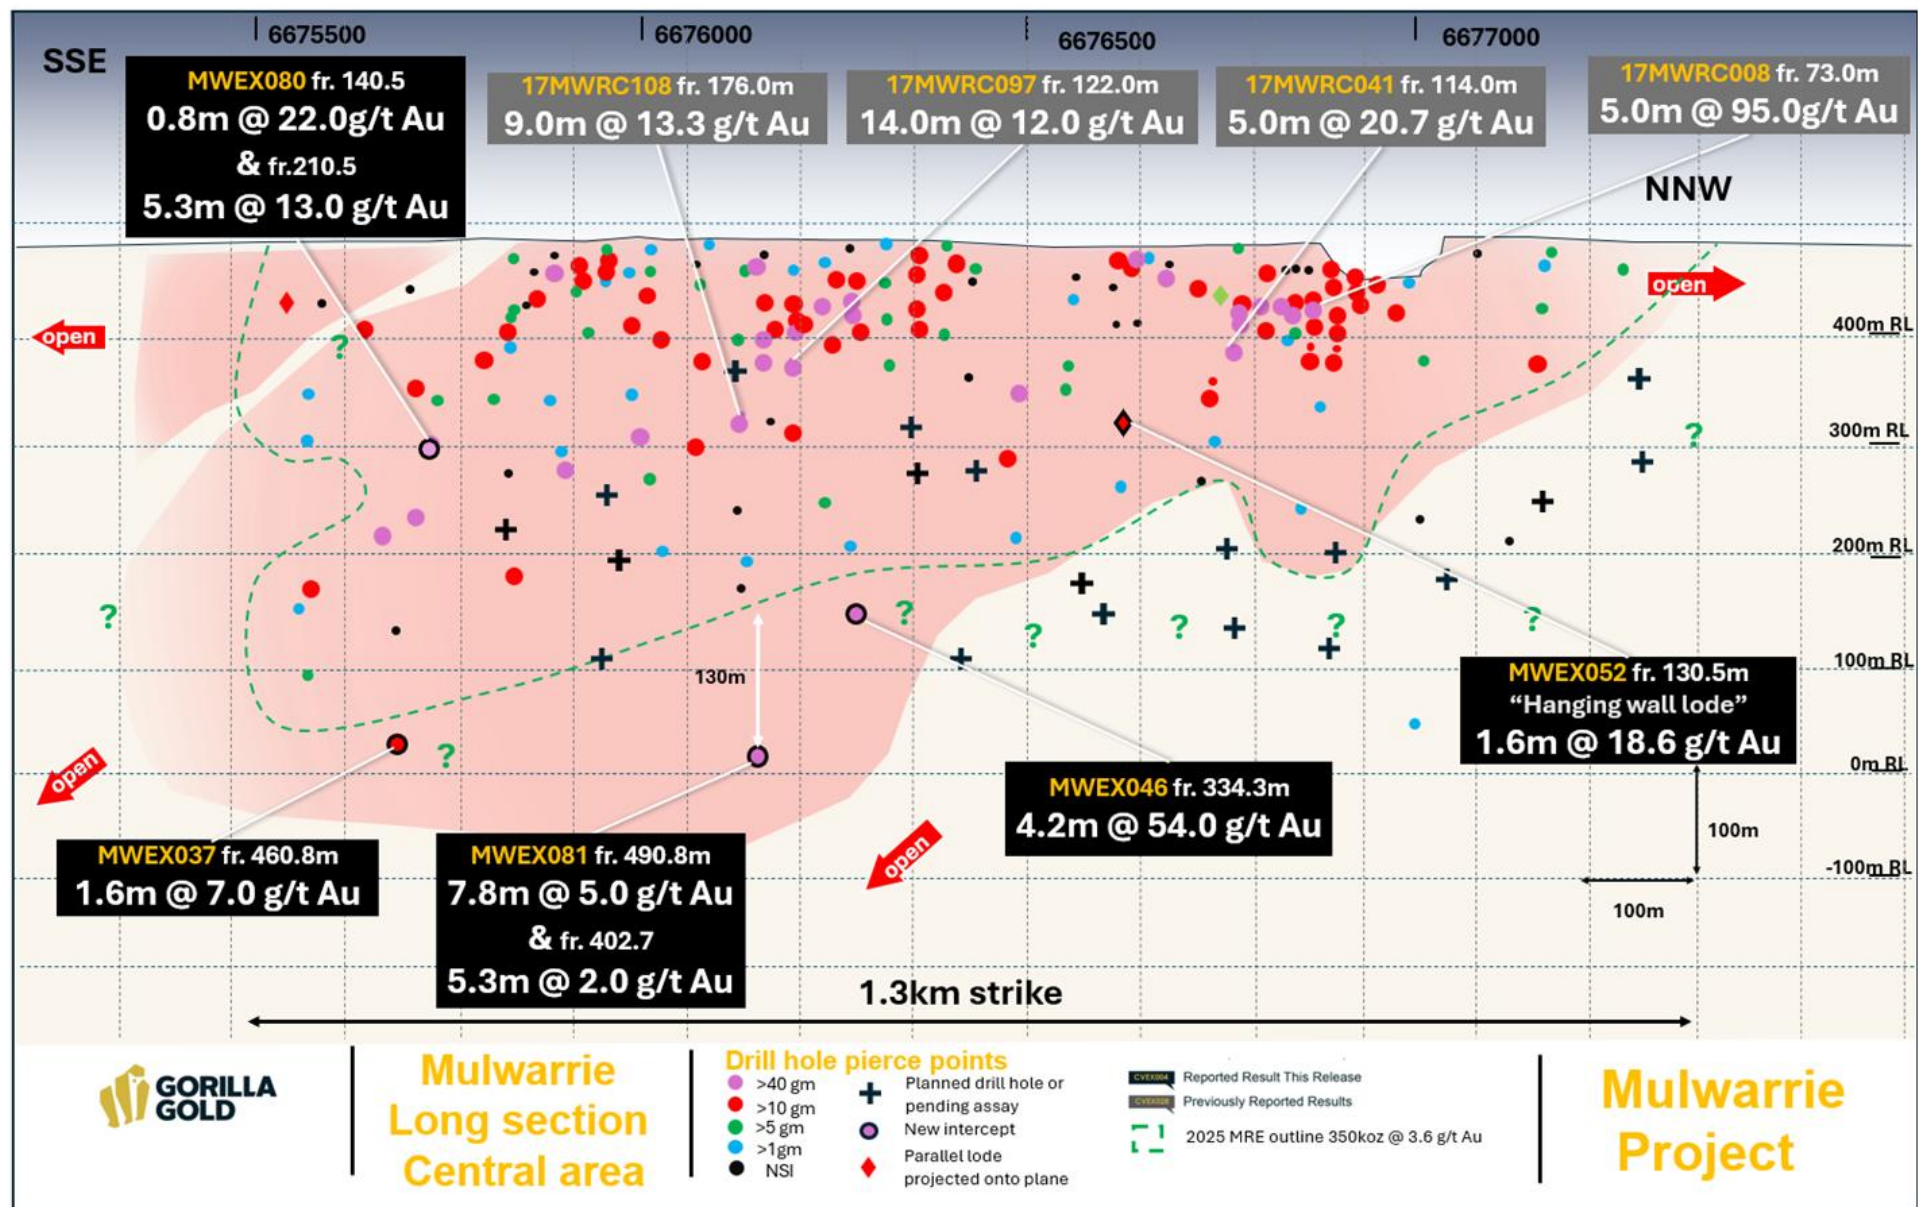 6675500
6676000
6676500
6677000
SSE
NNW
MWEX080 fr. 140.5
0.8m @ 22.0g/t Au
& fr.210.5
5.3m @ 13.0 g/t Au
17MWRC108 fr. 176.0m
9.0m @ 13.3 g/t Au
17MWRC097 fr. 122.0m
14.0m @ 12.0 g/t Au
17MWRC041 fr. 114.0m
5.0m @ 20.7 g/t Au
17MWRC008 fr. 73.0m
5.0m @ 95.0g/t Au
open
open
400m RL
?
300m RL
?
200m RL
?
?
?
?
?
?
100m RL
130m
?
open
open
0m RL
100m
-100m RL
100m
MWEX052 fr. 130.5m
“Hanging wall lode”
1.6m @ 18.6 g/t Au
MWEX046 fr. 334.3m
4.2m @ 54.0 g/t Au
MWEX037 fr. 460.8m
1.6m @ 7.0 g/t Au
MWEX081 fr. 490.8m
7.8m @ 5.0 g/t Au
& fr. 402.7
5.3m @ 2.0 g/t Au
1.3km strike
GORILLA
GOLD
Mulwarrie
Long section
Central area
Drill hole pierce points
>40 gm
>10 gm
>5 gm
>1gm
NSI
Planned drill hole or
pending assay
New intercept
Parallel lode
projected onto plane
CVEX004
Reported Result This Release
CVEX028
Previously Reported Results
2025 MRE outline 350koz @ 3.6 g/t Au
Mulwarrie
Project